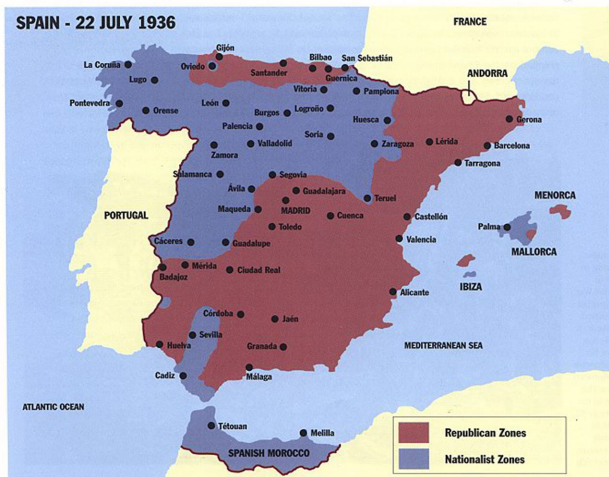 SPAIN - 22 JULY 1936
FRANCE
Gijón
Bilbao
San Sebastián
La Coruña
Oviedo
Santander
Guernica
ANDORRA
Lugo
Vitoria
Pamplona
Pontevedra
Orense
León
Burgos
Logroño
Huesca
Gerona
Palencia
Soria
Lérida
Barcelona
Zamora
Valladolid
Zaragoza
Tarragona
Salamanca
Segovia
Ávila
Guadalajara
Teruel
MENORCA
PORTUGAL
Maqueda
MADRID
Cuenca
Castellón
Palma
Toledo
Valencia
MALLORCA
Cáceres
Guadalupe
Badajoz
Mérida
Ciudad Real
IBIZA
Alicante
Córdoba
Jaén
Sevilla
Huelva
Granada
MEDITERRANEAN SEA
Cadiz
Málaga
ATLANTIC OCEAN
Tétouan
Melilla
SPANISH MOROCCO
Republican Zones
Nationalist Zones